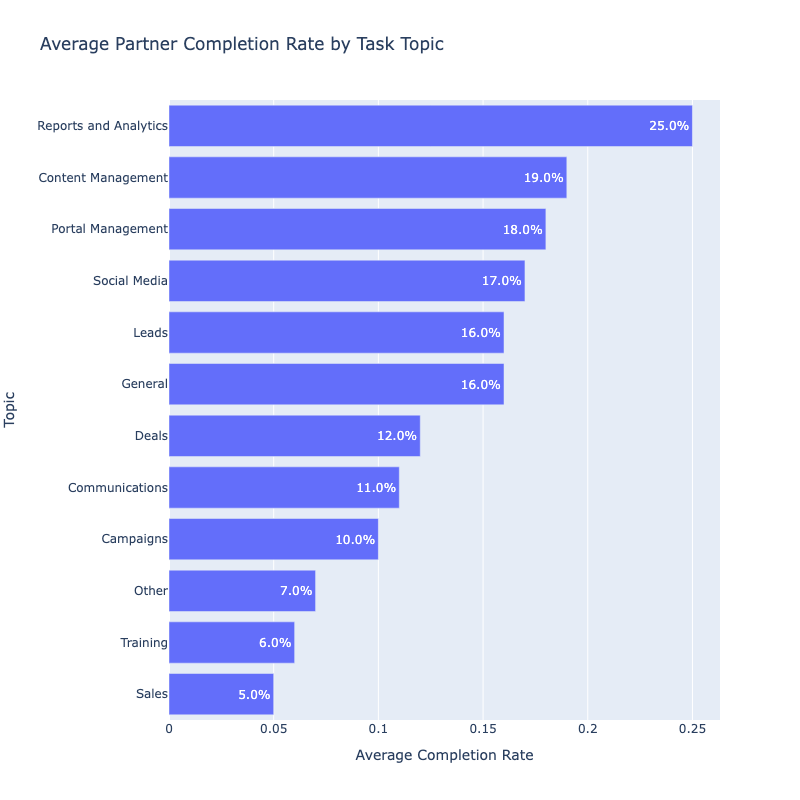 Average Partner Completion Rate by Task Topic
Reports and Analytics 25.0%
Content Management 19.0%
Portal Management 18.0%
Social Media 17.0%
Leads 16.0%
General 16.0%
Topic
Deals 12.0%
Communications 11.0%
Campaigns 10.0%
Other 7.0%
Training 6.0%
Sales 5.0%
0 0.05 0.1 0.15 0.2 0.25
Average Completion Rate